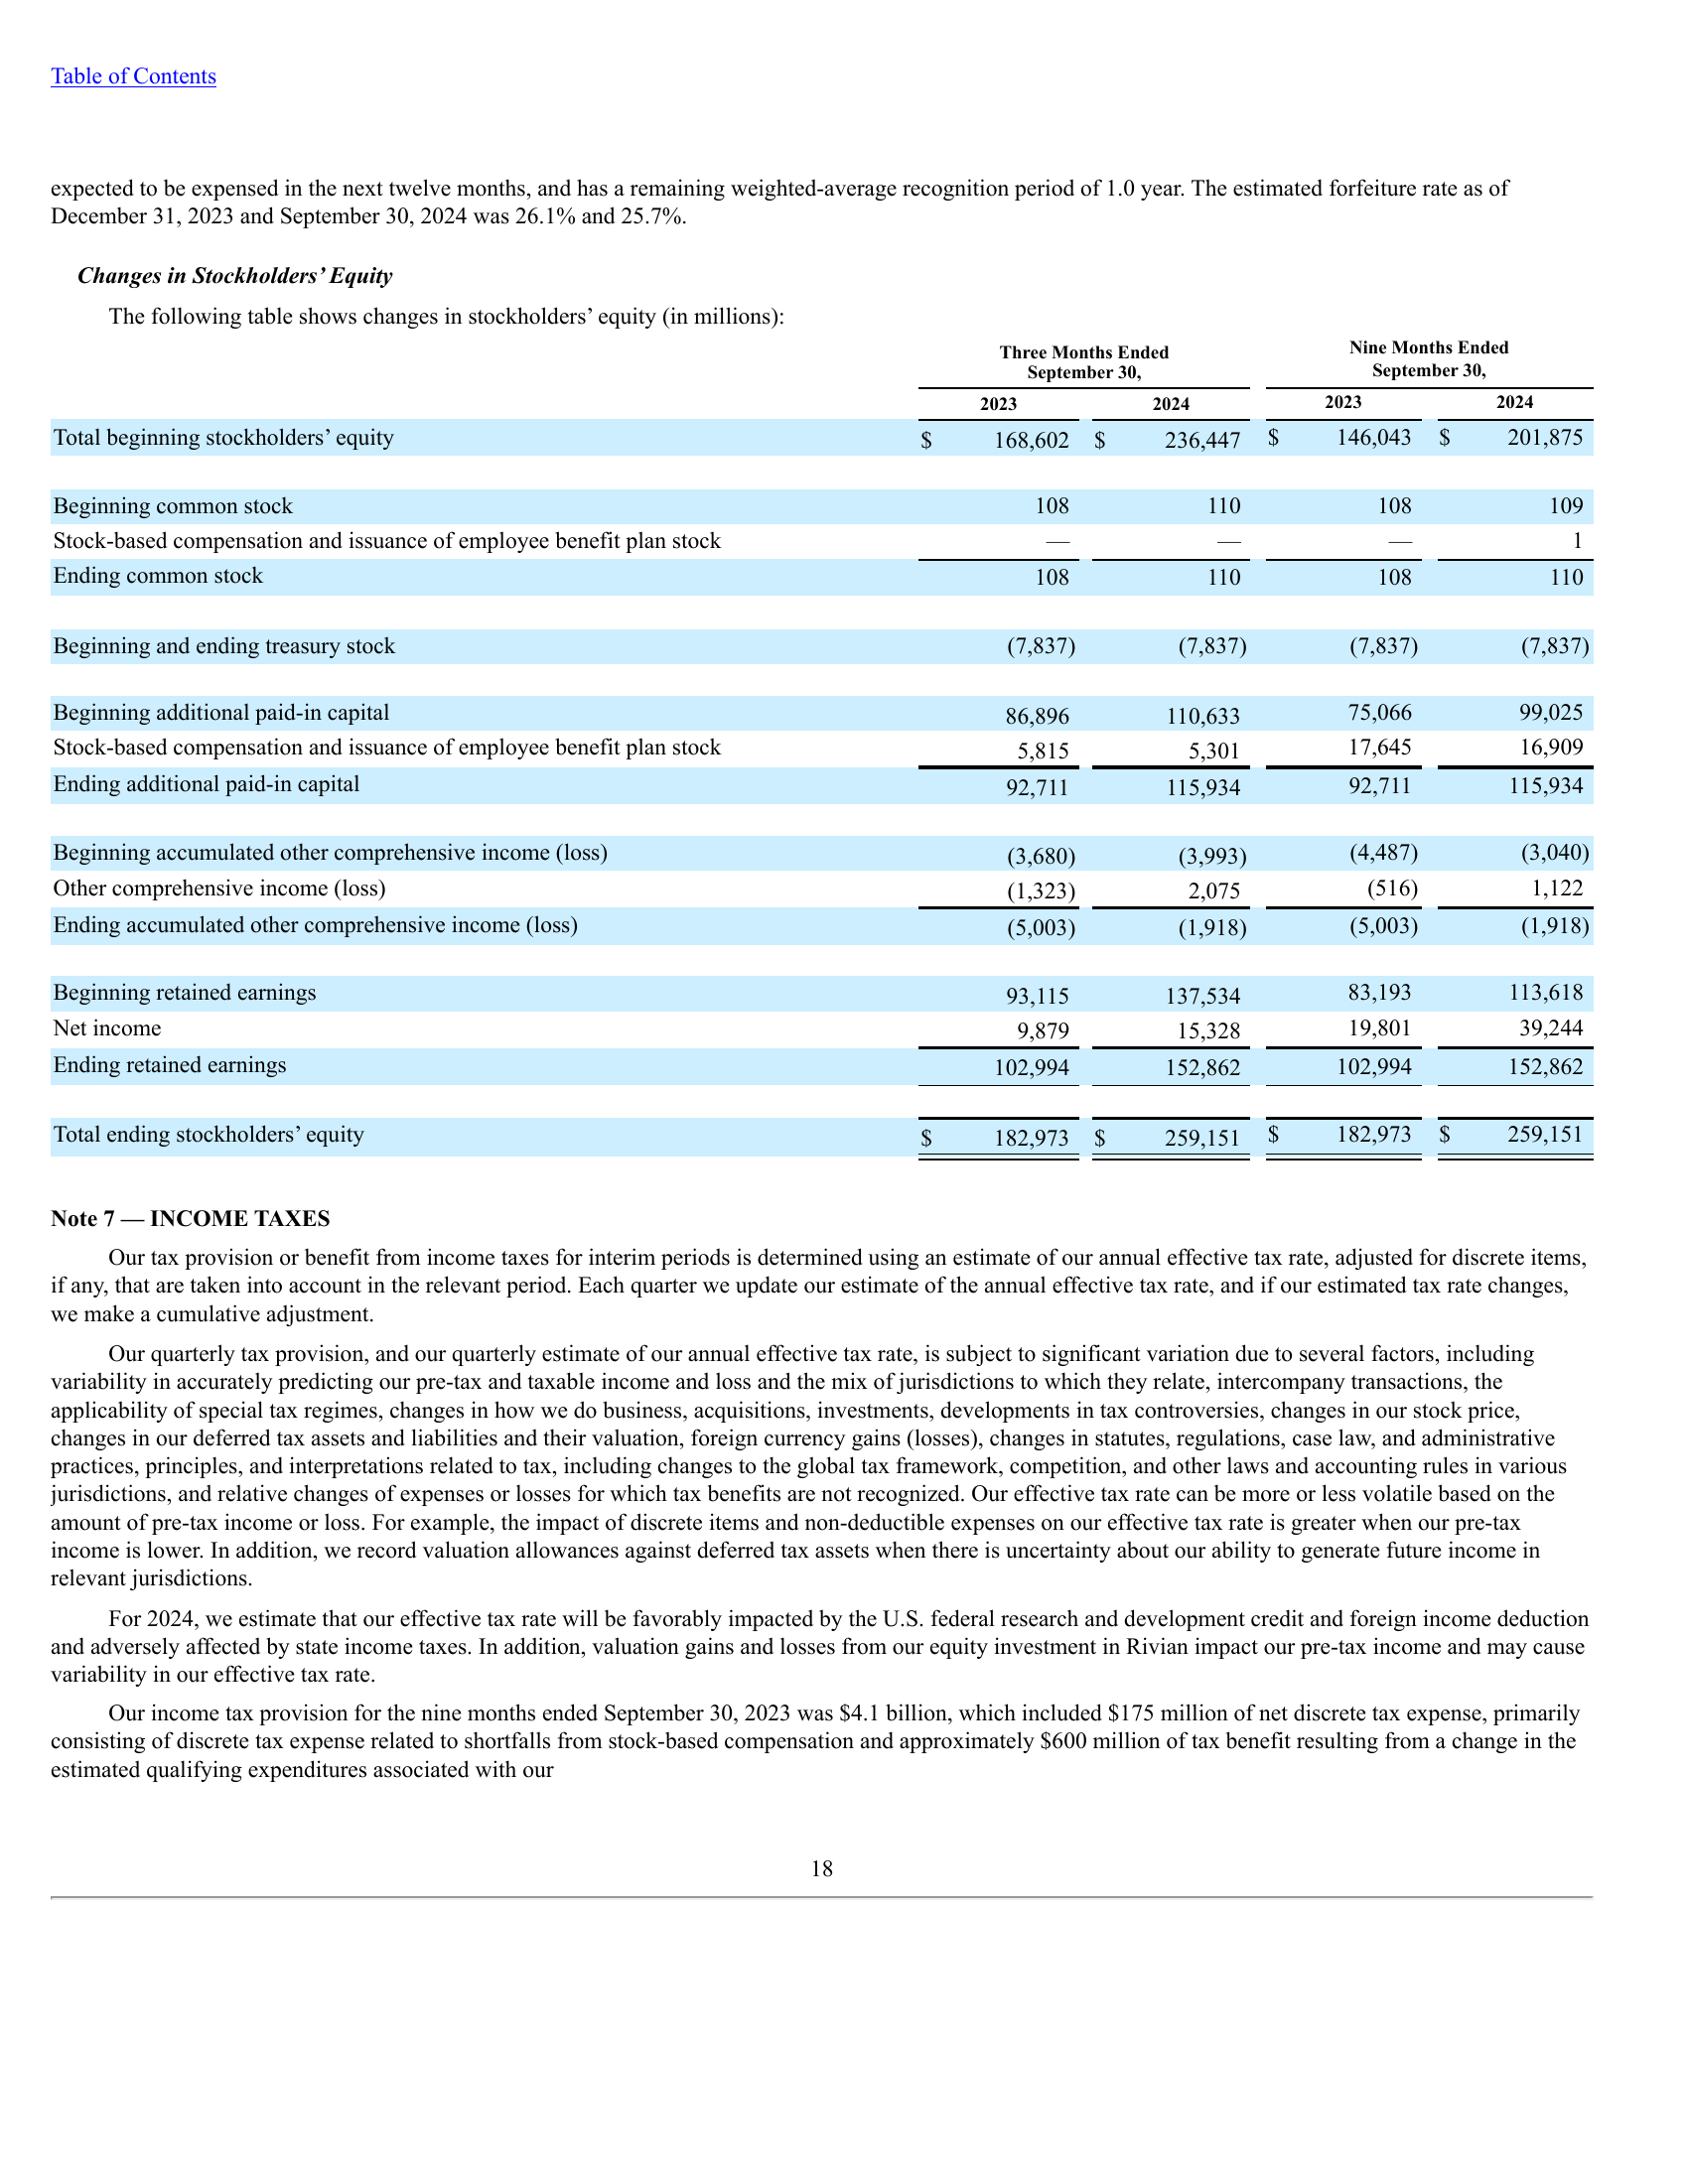 Table of Contents
expected to be expensed in the next twelve months, and has a remaining weighted-average recognition period of 1.0 year. The estimated forfeiture rate as of
December 31, 2023 and September 30, 2024 was 26.1% and 25.7%.
Changes in Stockholders’ Equity
The following table shows changes in stockholders’ equity (in millions):
Three Months Ended September 30, Nine Months Ended September 30,
2023 2024 2023 2024
Total beginning stockholders’ equity $ 168,602 $ 236,447 $ 146,043 $ 201,875
Beginning common stock 108 110 108 109
Stock-based compensation and issuance of employee benefit plan stock — — — 1
Ending common stock 108 110 108 110
Beginning and ending treasury stock (7,837) (7,837) (7,837) (7,837)
Beginning additional paid-in capital 86,896 110,633 75,066 99,025
Stock-based compensation and issuance of employee benefit plan stock 5,815 5,301 17,645 16,909
Ending additional paid-in capital 92,711 115,934 92,711 115,934
Beginning accumulated other comprehensive income (loss) (3,680) (3,993) (4,487) (3,040)
Other comprehensive income (loss) (1,323) 2,075 (516) 1,122
Ending accumulated other comprehensive income (loss) (5,003) (1,918) (5,003) (1,918)
Beginning retained earnings 93,115 137,534 83,193 113,618
Net income 9,879 15,328 19,801 39,244
Ending retained earnings 102,994 152,862 102,994 152,862
Total ending stockholders’ equity $ 182,973 $ 259,151 $ 182,973 $ 259,151
Note 7 — INCOME TAXES
Our tax provision or benefit from income taxes for interim periods is determined using an estimate of our annual effective tax rate, adjusted for discrete items,
if any, that are taken into account in the relevant period. Each quarter we update our estimate of the annual effective tax rate, and if our estimated tax rate changes,
we make a cumulative adjustment.
Our quarterly tax provision, and our quarterly estimate of our annual effective tax rate, is subject to significant variation due to several factors, including
variability in accurately predicting our pre-tax and taxable income and loss and the mix of jurisdictions to which they relate, intercompany transactions, the
applicability of special tax regimes, changes in how we do business, acquisitions, investments, developments in tax controversies, changes in our stock price,
changes in our deferred tax assets and liabilities and their valuation, foreign currency gains (losses), changes in statutes, regulations, case law, and administrative
practices, principles, and interpretations related to tax, including changes to the global tax framework, competition, and other laws and accounting rules in various
jurisdictions, and relative changes of expenses or losses for which tax benefits are not recognized. Our effective tax rate can be more or less volatile based on the
amount of pre-tax income or loss. For example, the impact of discrete items and non-deductible expenses on our effective tax rate is greater when our pre-tax
income is lower. In addition, we record valuation allowances against deferred tax assets when there is uncertainty about our ability to generate future income in
relevant jurisdictions.
For 2024, we estimate that our effective tax rate will be favorably impacted by the U.S. federal research and development credit and foreign income deduction
and adversely affected by state income taxes. In addition, valuation gains and losses from our equity investment in Rivian impact our pre-tax income and may cause
variability in our effective tax rate.
Our income tax provision for the nine months ended September 30, 2023 was $4.1 billion, which included $175 million of net discrete tax expense, primarily
consisting of discrete tax expense related to shortfalls from stock-based compensation and approximately $600 million of tax benefit resulting from a change in the
estimated qualifying expenditures associated with our
18